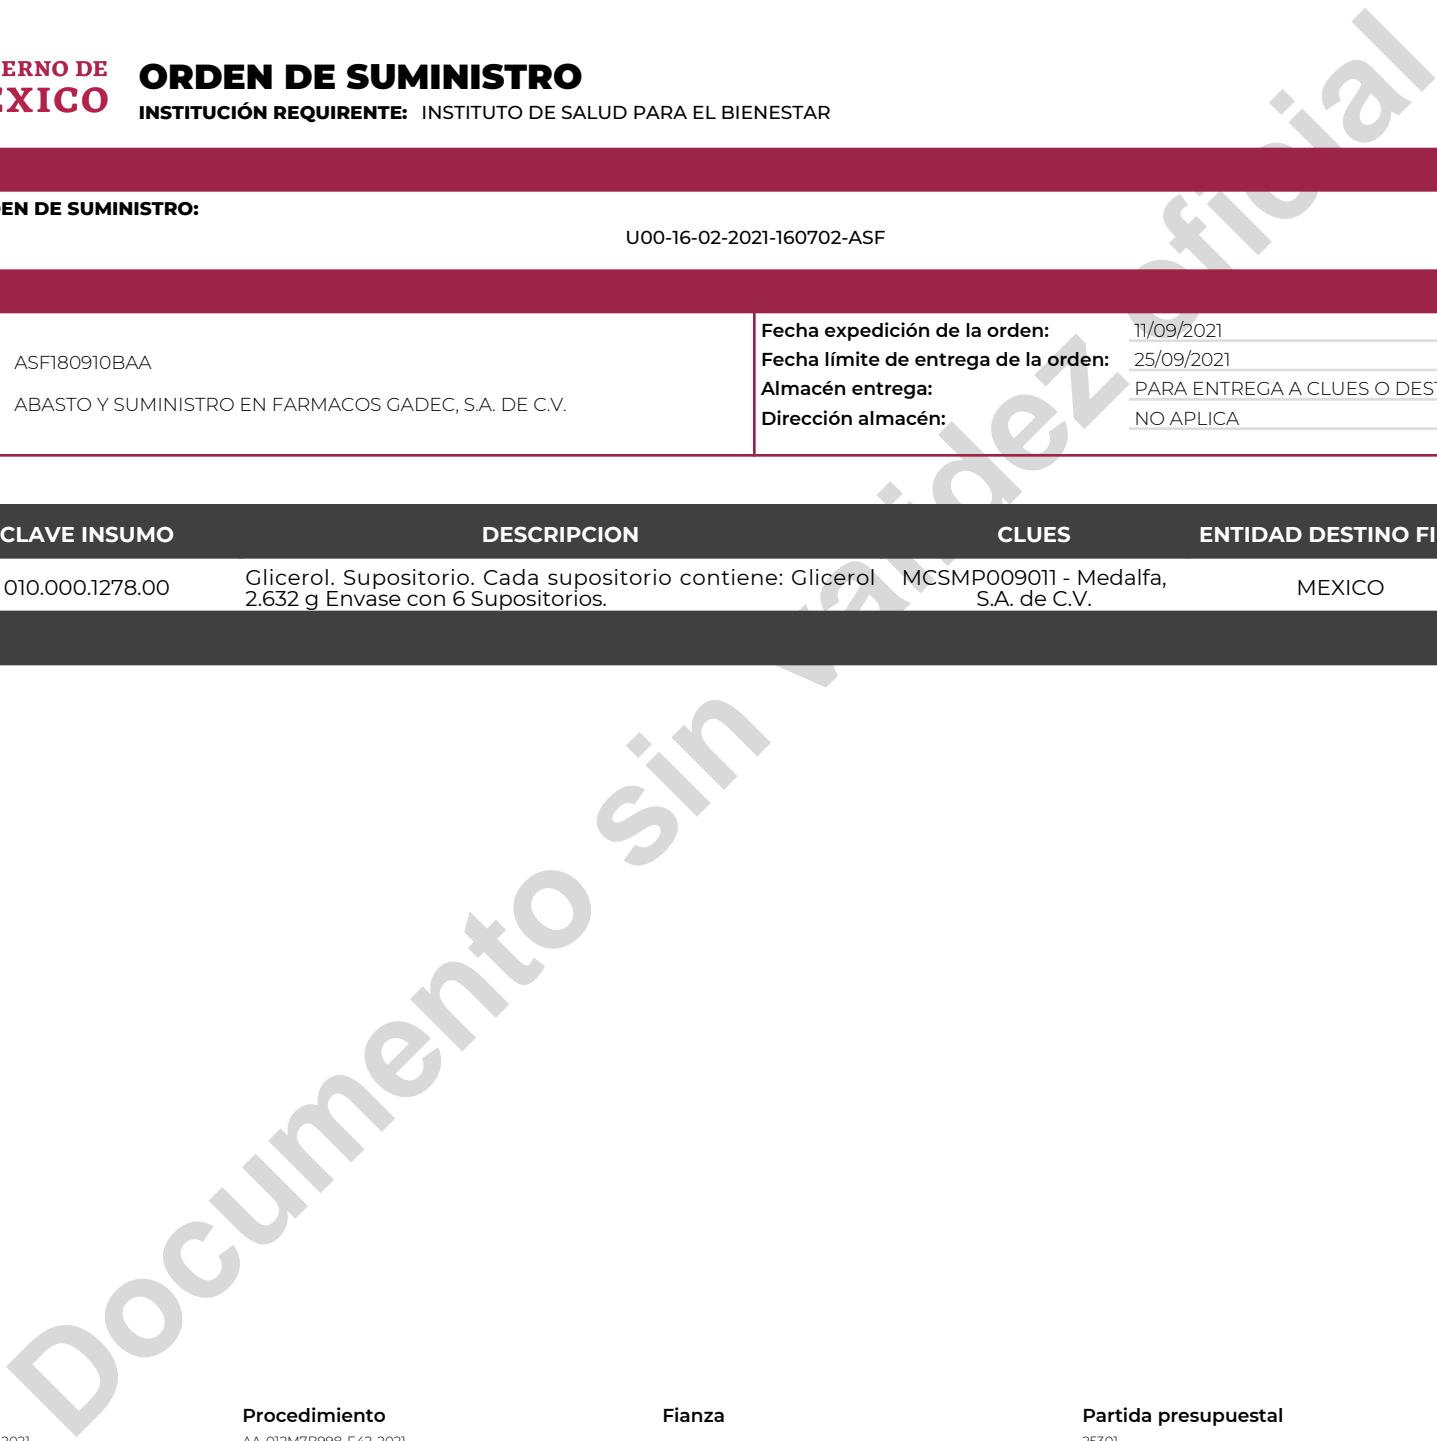 ERNO DE
XICO
ORDEN DE SUMINISTRO
INSTITUCIÓN REQUIRENTE: INSTITUTO DE SALUD PARA EL BIENESTAR
EN DE SUMINISTRO:
U00-16-02-2021-160702-ASF
ASF180910BAA
ABASTO Y SUMINISTRO EN FARMACOS GADEC, S.A. DE C.V.
Fecha expedición de la orden: 11/09/2021
Fecha límite de entrega de la orden: 25/09/2021
Almacén entrega: PARA ENTREGA A CLUES O DEST
Dirección almacén: NO APLICA
CLAVE INSUMO DESCRIPCION CLUES ENTIDAD DESTINO FI
010.000.1278.00 Glicerol. Supositorio. Cada supositorio contiene: Glicerol 2.632 g Envase con 6 Supositorios. MCSMP009011 - Medalfa, S.A. de C.V. MEXICO
Documento sin validez oficial
Procedimiento Fianza Partida presupuestal